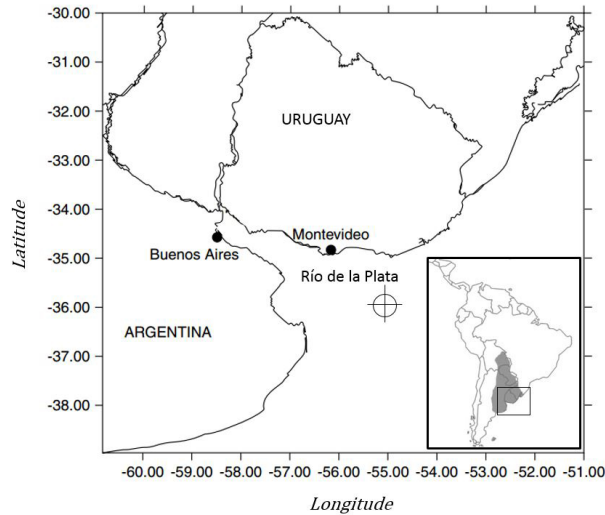 -30.00
-31.00
-32.00
URUGUAY
-33.00
-34.00
Montevideo
-35.00
Buenos Aires
Río de la Plata
-36.00
ARGENTINA
-37.00
-38.00
Latitude
-60.00 -59.00 -58.00 -57.00 -56.00 -55.00 -54.00 -53.00 -52.00 -51.00
Longitude